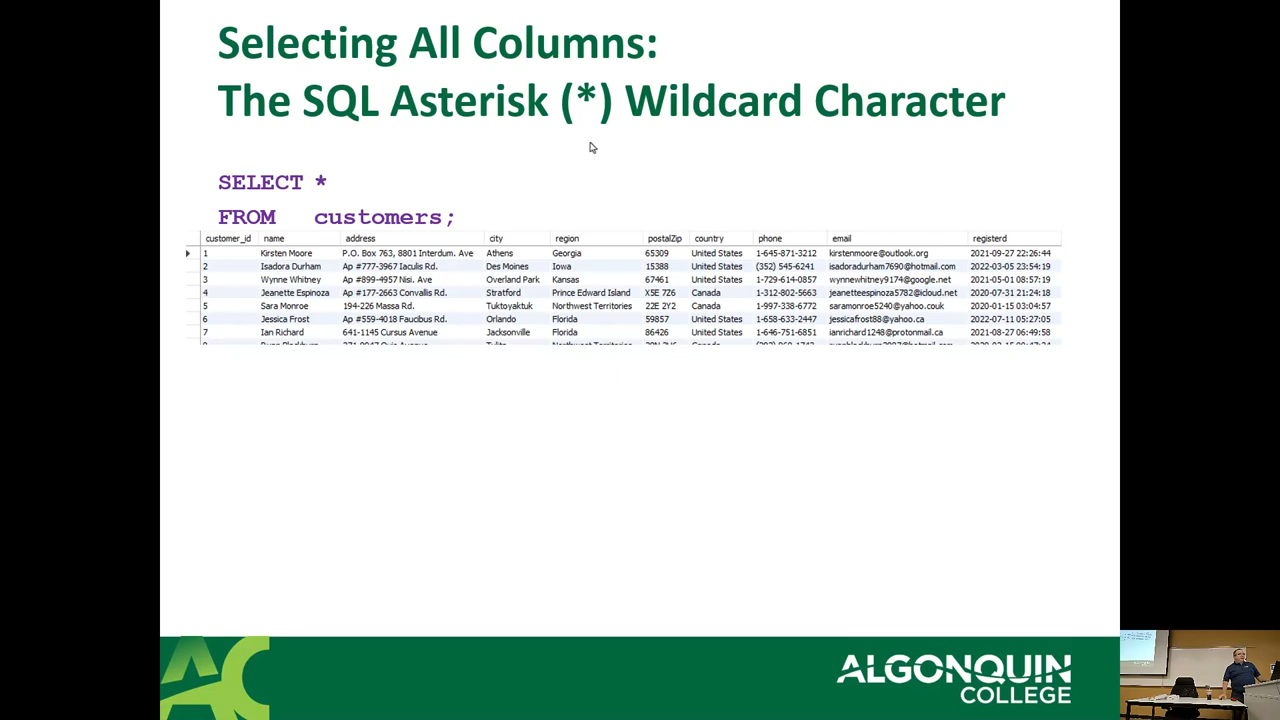 Selecting All Columns:
The SQL Asterisk (*) Wildcard Character
SELECT *
FROM customers;
customer_id name address city region postalZip country phone email registerd
1 Kirsten Moore P.O. Box 763, 8801 Interdum. Ave Athens Georgia 65309 United States 1-645-871-3212 kirstenmoore@outlook.org 2021-09-27 22:26:44
2 Isadora Durham Ap #777-3967 Iaculis Rd. Des Moines Iowa 15388 United States (352) 545-6241 isadoradurham7690@hotmail.com 2022-03-05 23:54:19
3 Wynne Whitney Ap #899-4957 Nisi. Ave Overland Park Kansas 67461 United States 1-729-614-0857 wynnewhitney9174@google.net 2021-05-01 08:57:19
4 Jeanette Espinoza Ap #177-2663 Convallis Rd. Stratford Prince Edward Island X5E 7Z6 Canada 1-312-802-5663 jeanetteespinoza5782@icloud.net 2020-07-31 21:24:18
5 Sara Monroe 194-226 Massa Rd. Tuktoyaktuk Northwest Territories 22E 2Y2 Canada 1-997-338-6772 saramonroe5240@yahoo.couk 2020-01-15 03:04:57
6 Jessica Frost Ap #559-4018 Faucibus Rd. Orlando Florida 59857 United States 1-658-633-2447 jessicafrost88@yahoo.ca 2022-07-11 05:27:05
7 Ian Richard 641-1145 Cursus Avenue Jacksonville Florida 86426 United States 1-646-751-6851 ianrichard1248@protonmail.ca 2021-08-27 06:49:58
Northwest Territories Canada
AC
ALGONQUIN
COLLEGE